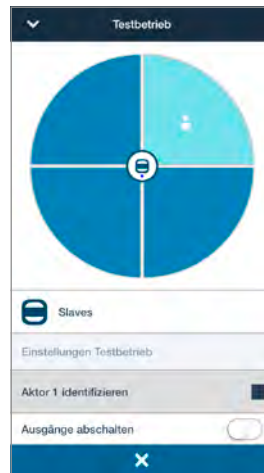 Testbetrieb
Slaves
Einstellungen Testbetrieb
Aktor 1 identifizieren
Ausgänge abschalten